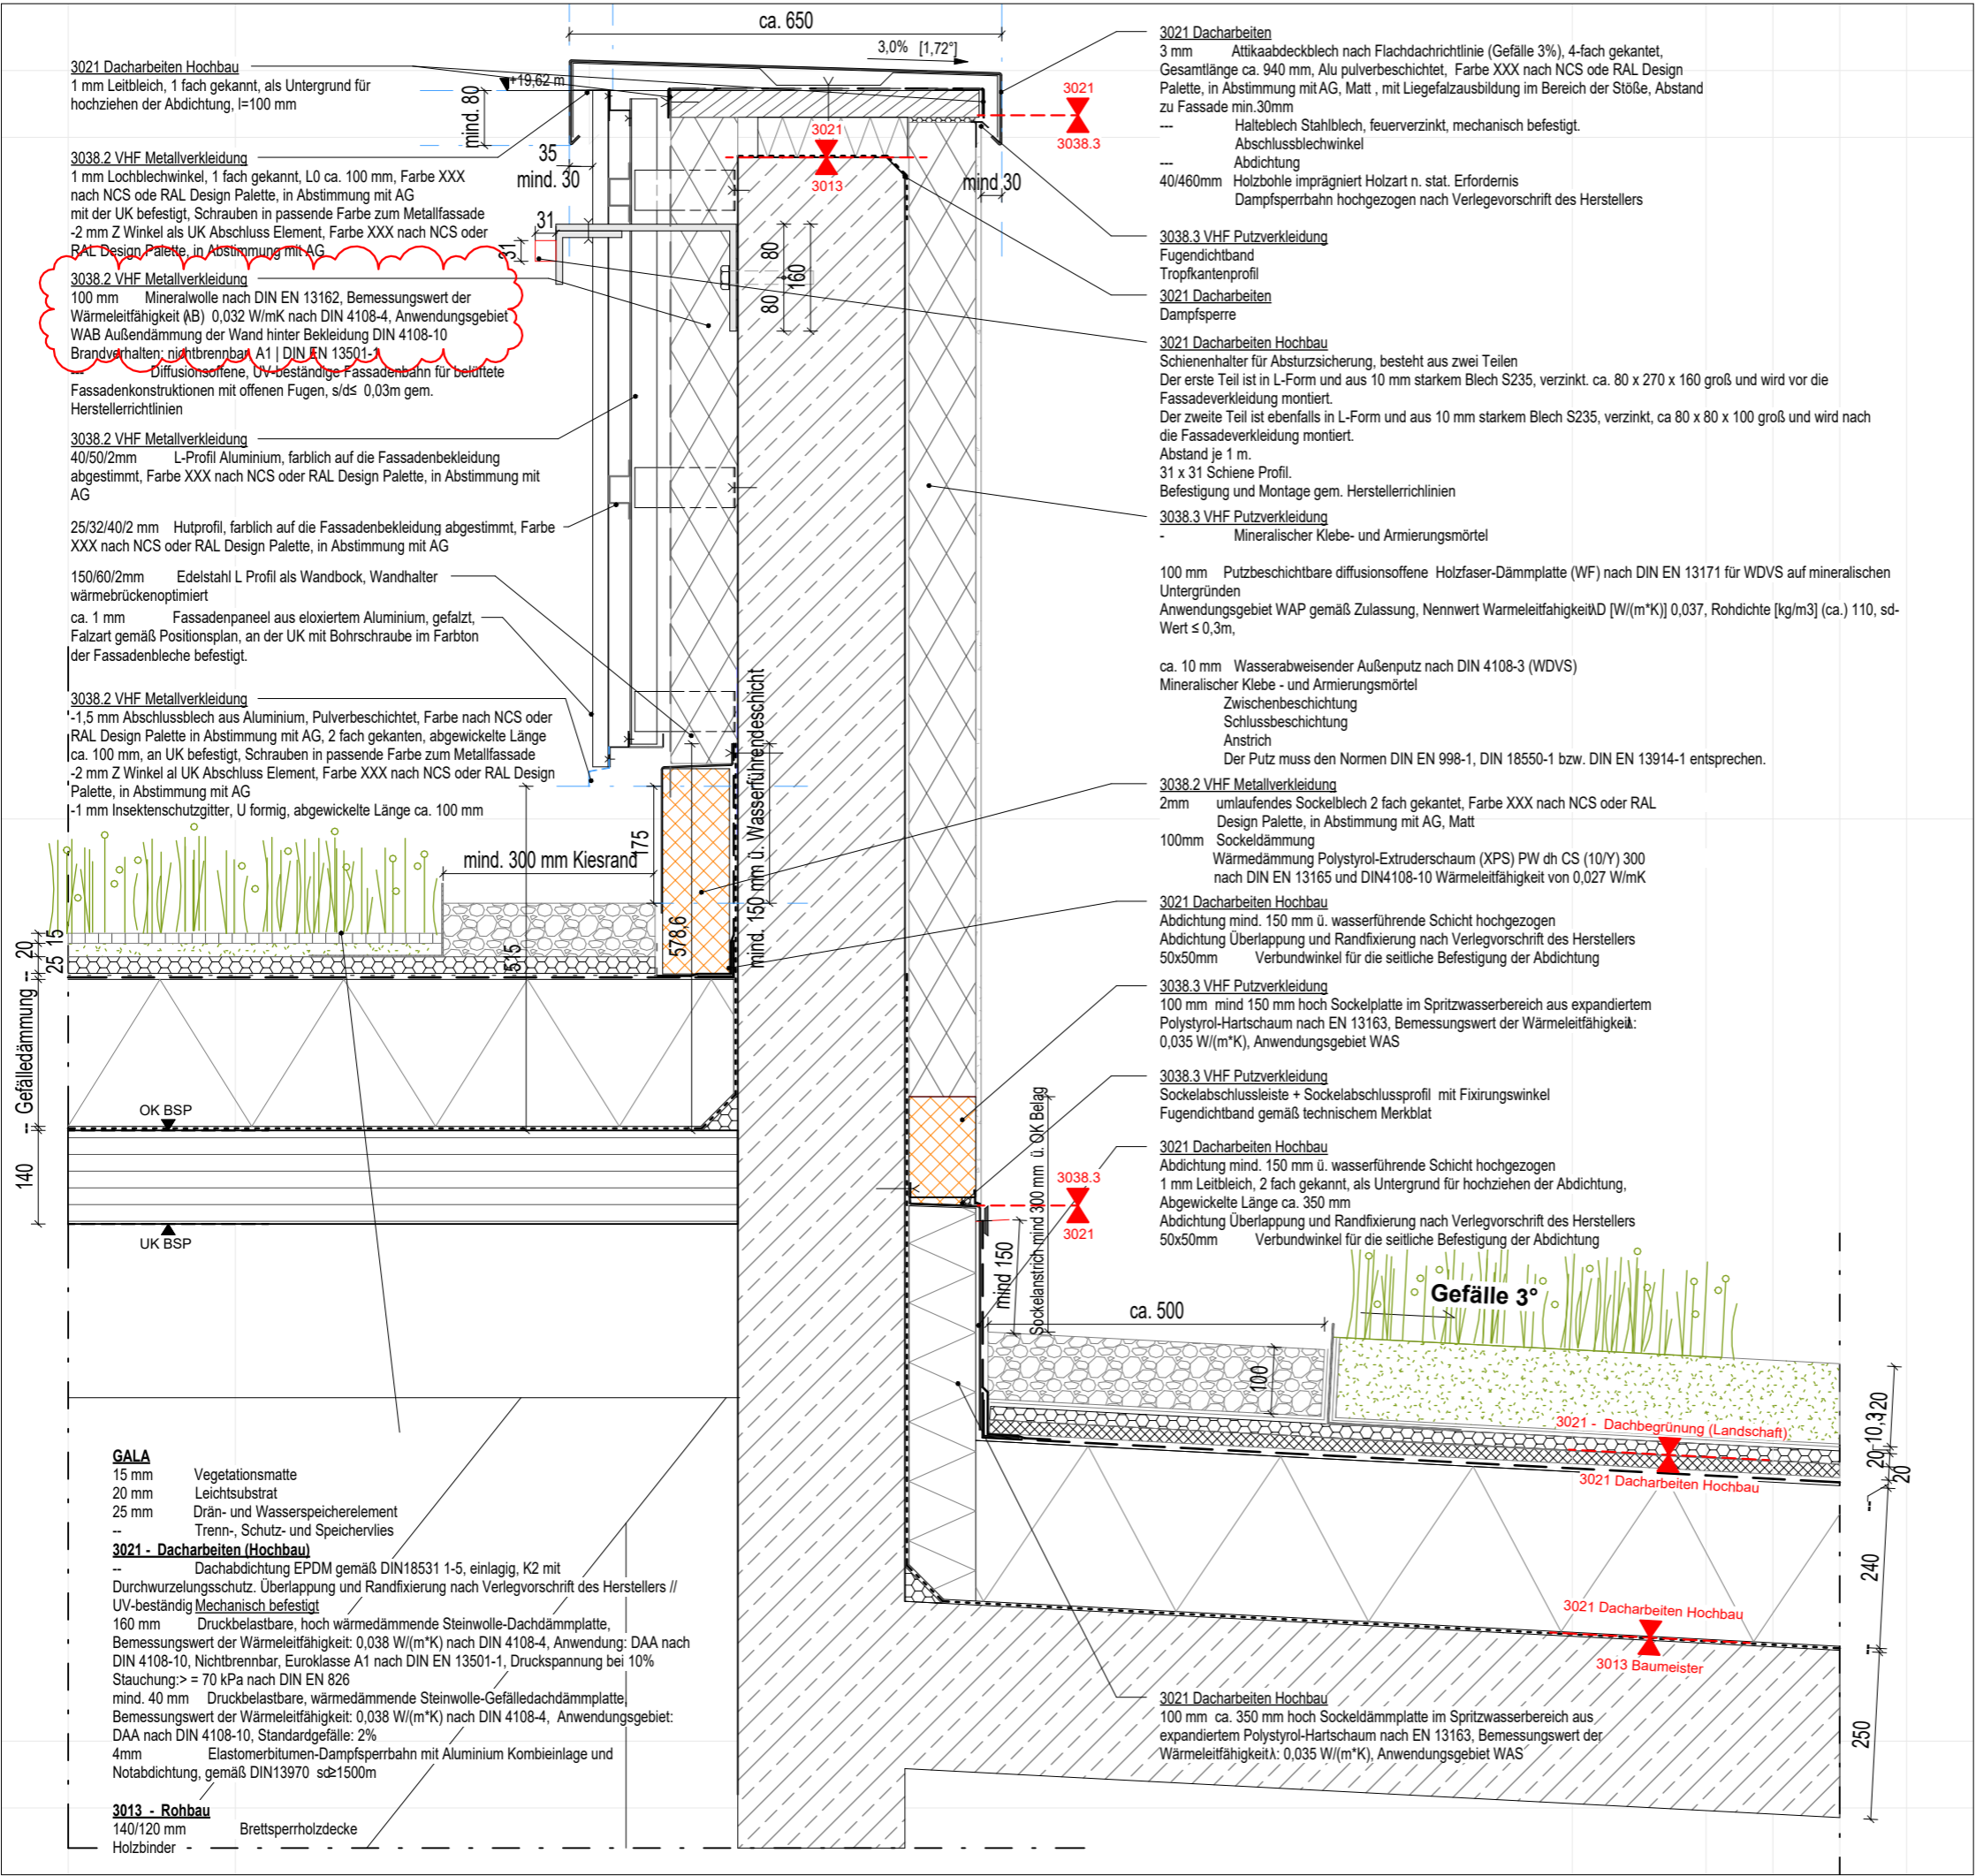 ca. 650
3,0% [1,72°]
+19,62 m
mind. 80
35
mind. 30
31
31
80
160
80
mind 30
3021
3038.3
3021
3013
3021 Dacharbeiten Hochbau
1 mm Leitbleich, 1 fach gekannt, als Untergrund für
hochziehen der Abdichtung, l=100 mm
3038.2 VHF Metallverkleidung
1 mm Lochblechwinkel, 1 fach gekannt, L0 ca. 100 mm, Farbe XXX
nach NCS ode RAL Design Palette, in Abstimmung mit AG
mit der UK befestigt, Schrauben in passende Farbe zum Metallfassade
-2 mm Z Winkel als UK Abschluss Element, Farbe XXX nach NCS oder
RAL Design Palette, in Abstimmung mit AG
3038.2 VHF Metallverkleidung
100 mm Mineralwolle nach DIN EN 13162, Bemessungswert der
Wärmeleitfähigkeit (λB) 0,032 W/mK nach DIN 4108-4, Anwendungsgebiet
WAB Außendämmung der Wand hinter Bekleidung DIN 4108-10
Brandverhalten: nichtbrennbar, A1 | DIN EN 13501-1
--- Diffusionsoffene, UV-beständige Fassadenbahn für belüftete
Fassadenkonstruktionen mit offenen Fugen, s/d≤ 0,03m gem.
Herstellerrichtlinien
3038.2 VHF Metallverkleidung
40/50/2mm L-Profil Aluminium, farblich auf die Fassadenbekleidung
abgestimmt, Farbe XXX nach NCS oder RAL Design Palette, in Abstimmung mit
AG
25/32/40/2 mm Hutprofil, farblich auf die Fassadenbekleidung abgestimmt, Farbe
XXX nach NCS oder RAL Design Palette, in Abstimmung mit AG
150/60/2mm Edelstahl L Profil als Wandbock, Wandhalter
wärmebrückenoptimiert
ca. 1 mm Fassadenpaneel aus eloxiertem Aluminium, gefalzt,
Falzart gemäß Positionsplan, an der UK mit Bohrschraube im Farbton
der Fassadenbleche befestigt.
3038.2 VHF Metallverkleidung
-1,5 mm Abschlussblech aus Aluminium, Pulverbeschichtet, Farbe nach NCS oder
RAL Design Palette in Abstimmung mit AG, 2 fach gekanten, abgewickelte Länge
ca. 100 mm, an UK befestigt, Schrauben in passende Farbe zum Metallfassade
-2 mm Z Winkel al UK Abschluss Element, Farbe XXX nach NCS oder RAL Design
Palette, in Abstimmung mit AG
-1 mm Insektenschutzgitter, U formig, abgewickelte Länge ca. 100 mm
mind. 300 mm Kiesrand
175
578,6
515
mind. 150 mm ü. Wasserführendeschicht
15
20
25
-- Gefälledämmung --
140
OK BSP
UK BSP
3021 Dacharbeiten
3 mm Attikaabdeckblech nach Flachdachrichtlinie (Gefälle 3%), 4-fach gekantet,
Gesamtlänge ca. 940 mm, Alu pulverbeschichtet, Farbe XXX nach NCS ode RAL Design
Palette, in Abstimmung mit AG, Matt , mit Liegefalzausbildung im Bereich der Stöße, Abstand
zu Fassade min.30mm
--- Halteblech Stahlblech, feuerverzinkt, mechanisch befestigt.
Abschlussblechwinkel
--- Abdichtung
40/460mm Holzbohle imprägniert Holzart n. stat. Erfordernis
Dampfsperrbahn hochgezogen nach Verlegevorschrift des Herstellers
3038.3 VHF Putzverkleidung
Fugendichtband
Tropfkantenprofil
3021 Dacharbeiten
Dampfsperre
3021 Dacharbeiten Hochbau
Schienenhalter für Absturzsicherung, besteht aus zwei Teilen
Der erste Teil ist in L-Form und aus 10 mm starkem Blech S235, verzinkt. ca. 80 x 270 x 160 groß und wird vor die
Fassadeverkleidung montiert.
Der zweite Teil ist ebenfalls in L-Form und aus 10 mm starkem Blech S235, verzinkt, ca 80 x 80 x 100 groß und wird nach
die Fassadeverkleidung montiert.
Abstand je 1 m.
31 x 31 Schiene Profil.
Befestigung und Montage gem. Herstellerrichlinien
3038.3 VHF Putzverkleidung
- Mineralischer Klebe- und Armierungsmörtel
100 mm Putzbeschichtbare diffusionsoffene Holzfaser-Dämmplatte (WF) nach DIN EN 13171 für WDVS auf mineralischen
Untergründen
Anwendungsgebiet WAP gemäß Zulassung, Nennwert Warmeleitfahigkeit λD [W/(m*K)] 0,037, Rohdichte [kg/m3] (ca.) 110, sd-
Wert ≤ 0,3m,
ca. 10 mm Wasserabweisender Außenputz nach DIN 4108-3 (WDVS)
Mineralischer Klebe - und Armierungsmörtel
Zwischenbeschichtung
Schlussbeschichtung
Anstrich
Der Putz muss den Normen DIN EN 998-1, DIN 18550-1 bzw. DIN EN 13914-1 entsprechen.
3038.2 VHF Metallverkleidung
2mm umlaufendes Sockelblech 2 fach gekantet, Farbe XXX nach NCS oder RAL
Design Palette, in Abstimmung mit AG, Matt
100mm Sockeldämmung
Wärmedämmung Polystyrol-Extruderschaum (XPS) PW dh CS (10/Y) 300
nach DIN EN 13165 und DIN4108-10 Wärmeleitfähigkeit von 0,027 W/mK
3021 Dacharbeiten Hochbau
Abdichtung mind. 150 mm ü. wasserführende Schicht hochgezogen
Abdichtung Überlappung und Randfixierung nach Verlegvorschrift des Herstellers
50x50mm Verbundwinkel für die seitliche Befestigung der Abdichtung
3038.3 VHF Putzverkleidung
100 mm mind 150 mm hoch Sockelplatte im Spritzwasserbereich aus expandiertem
Polystyrol-Hartschaum nach EN 13163, Bemessungswert der Wärmeleitfähigkeit λ:
0,035 W/(m*K), Anwendungsgebiet WAS
3038.3 VHF Putzverkleidung
Sockelabschlussleiste + Sockelabschlussprofil mit Fixirungswinkel
Fugendichtband gemäß technischem Merkblat
3021 Dacharbeiten Hochbau
Abdichtung mind. 150 mm ü. wasserführende Schicht hochgezogen
1 mm Leitbleich, 2 fach gekannt, als Untergrund für hochziehen der Abdichtung,
Abgewickelte Länge ca. 350 mm
Abdichtung Überlappung und Randfixierung nach Verlegvorschrift des Herstellers
50x50mm Verbundwinkel für die seitliche Befestigung der Abdichtung
3038.3
3021
mind 150
Sockelanstrich mind 300 mm ü. OK Belag
ca. 500
100
Gefälle 3°
3021 - Dachbegrünung (Landschaft)
3021 Dacharbeiten Hochbau
120
10,3
20
20
--
240
--
250
3021 Dacharbeiten Hochbau
3013 Baumeister
3021 Dacharbeiten Hochbau
100 mm ca. 350 mm hoch Sockeldämmplatte im Spritzwasserbereich aus
expandiertem Polystyrol-Hartschaum nach EN 13163, Bemessungswert der
Wärmeleitfähigkeit λ: 0,035 W/(m*K), Anwendungsgebiet WAS
GALA
15 mm Vegetationsmatte
20 mm Leichtsubstrat
25 mm Drän- und Wasserspeicherelement
-- Trenn-, Schutz- und Speichervlies
3021 - Dacharbeiten (Hochbau)
-- Dachabdichtung EPDM gemäß DIN18531 1-5, einlagig, K2 mit
Durchwurzelungsschutz. Überlappung und Randfixierung nach Verlegvorschrift des Herstellers //
UV-beständig Mechanisch befestigt
160 mm Druckbelastbare, hoch wärmedämmende Steinwolle-Dachdämmplatte,
Bemessungswert der Wärmeleitfähigkeit: 0,038 W/(m*K) nach DIN 4108-4, Anwendung: DAA nach
DIN 4108-10, Nichtbrennbar, Euroklasse A1 nach DIN EN 13501-1, Druckspannung bei 10%
Stauchung:> = 70 kPa nach DIN EN 826
mind. 40 mm Druckbelastbare, wärmedämmende Steinwolle-Gefälledachdämmplatte,
Bemessungswert der Wärmeleitfähigkeit: 0,038 W/(m*K) nach DIN 4108-4, Anwendungsgebiet:
DAA nach DIN 4108-10, Standardgefälle: 2%
4mm Elastomerbitumen-Dampfsperrbahn mit Aluminium Kombieinlage und
Notabdichtung, gemäß DIN13970 sd≥1500m
3013 - Rohbau
140/120 mm Brettsperrholzdecke
Holzbinder